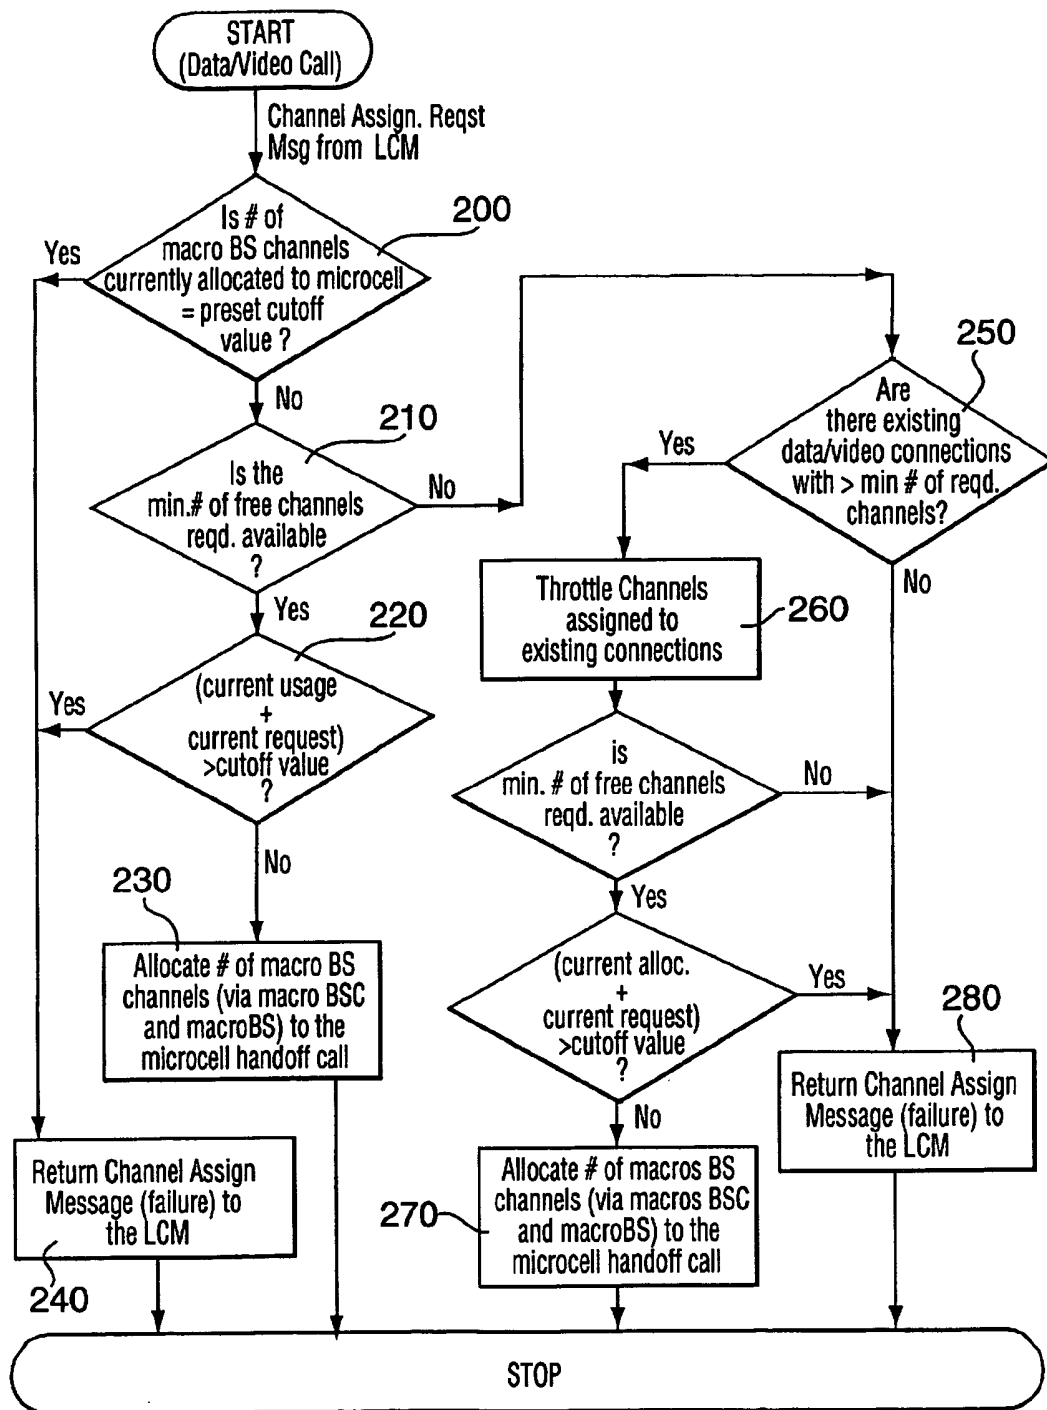 START
(Data/Video Call)
Channel Assign. Reqst
Msg from LCM
200
Is # of
macro BS channels
currently allocated to microcell
= preset cutoff
value ?
Yes
No
210
Is the
min.# of free channels
reqd. available
?
No
Yes
220
(current usage
+
current request)
>cutoff value
?
Yes
No
230
Allocate # of macro BS
channels (via macro BSC
and macroBS) to the
microcell handoff call
Return Channel Assign
Message (failure) to
the LCM
240
250
Are
there existing
data/video connections
with > min # of reqd.
channels?
Yes
No
Throttle Channels
assigned to
existing connections
260
is
min. # of free channels
reqd. available
?
No
Yes
(current alloc.
+
current request)
>cutoff value
?
Yes
No
270
Allocate # of macros BS
channels (via macros BSC
and macroBS) to the
microcell handoff call
280
Return Channel Assign
Message (failure) to
the LCM
STOP